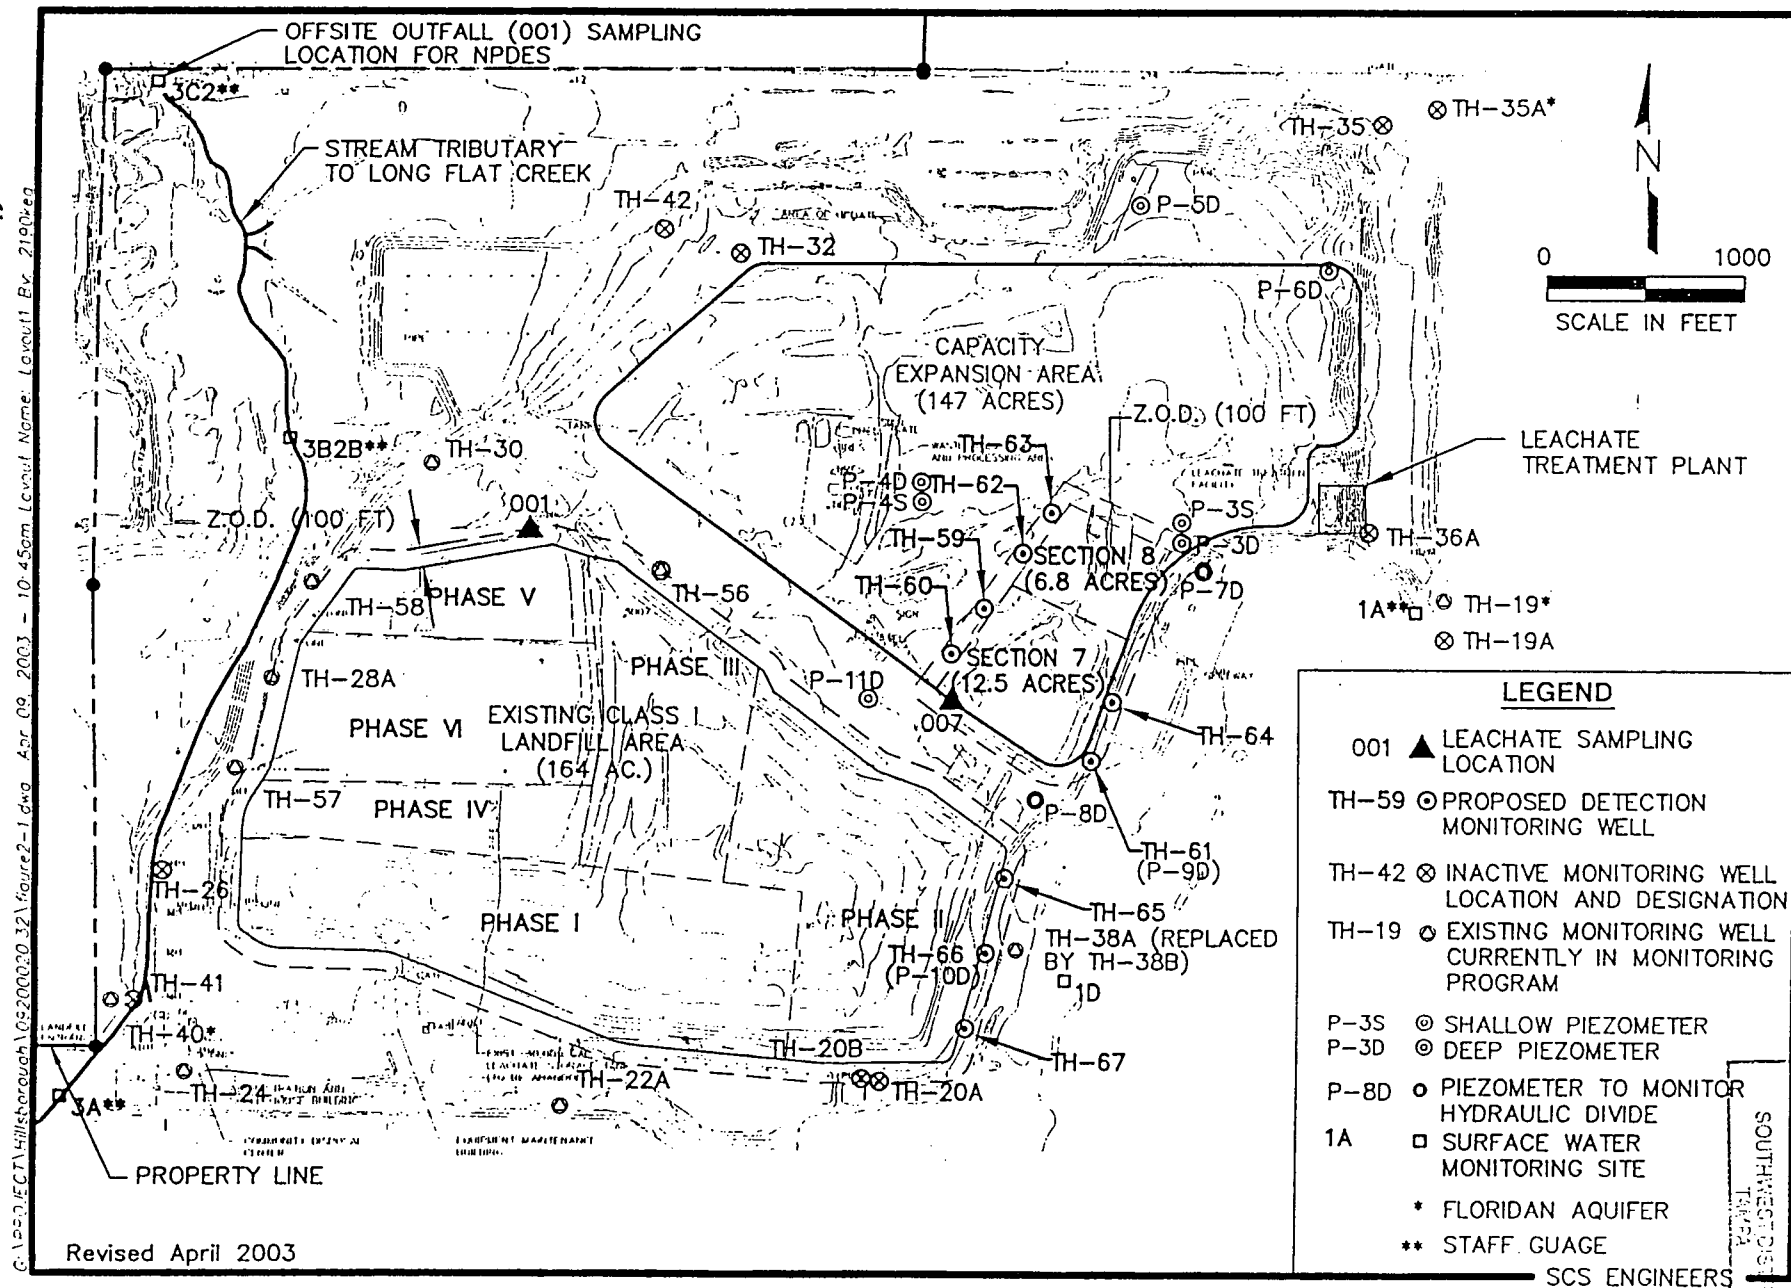 OFFSITE OUTFALL (001) SAMPLING
LOCATION FOR NPDES
3C2**
STREAM TRIBUTARY
TO LONG FLAT CREEK
TH-42
TH-32
P-5D
TH-35
TH-35A*
N
0 1000
SCALE IN FEET
P-6D
CAPACITY
EXPANSION AREA
(147 ACRES)
Z.O.D. (100 FT)
LEACHATE
TREATMENT PLANT
3B2B**
TH-30
TH-63
P-4D
TH-62
P-4S
P-3S
001
Z.O.D. (100 FT)
TH-59
P-3D
TH-36A
SECTION 8
(6.8 ACRES)
TH-60
P-7D
TH-56
PHASE V
TH-58
1A**
TH-19*
TH-19A
SIGN
SECTION 7
(12.5 ACRES)
PHASE III
P-11D
TH-28A
PHASE VI
EXISTING CLASS I
LANDFILL AREA
(164 AC.)
007
TH-64
TH-57
PHASE IV
P-8D
TH-61
(P-9D)
TH-26
PHASE I
PHASE II
TH-65
TH-38A (REPLACED
BY TH-38B)
TH-66
(P-10D)
1D
TH-41
TH-40*
TH-20B
TH-67
TH-22A
TH-20A
TH-24
3A**
COMMUNITY DISPOSAL
CENTER
EQUIPMENT MAINTENANCE
BUILDING
PROPERTY LINE
Revised April 2003
LEGEND
001 LEACHATE SAMPLING
LOCATION
TH-59 PROPOSED DETECTION
MONITORING WELL
TH-42 INACTIVE MONITORING WELL
LOCATION AND DESIGNATION
TH-19 EXISTING MONITORING WELL
CURRENTLY IN MONITORING
PROGRAM
P-3S SHALLOW PIEZOMETER
P-3D DEEP PIEZOMETER
P-8D PIEZOMETER TO MONITOR
HYDRAULIC DIVIDE
1A SURFACE WATER
MONITORING SITE
* FLORIDAN AQUIFER
** STAFF GUAGE
SCS ENGINEERS
SOUTHWEST DIST
TAMPA